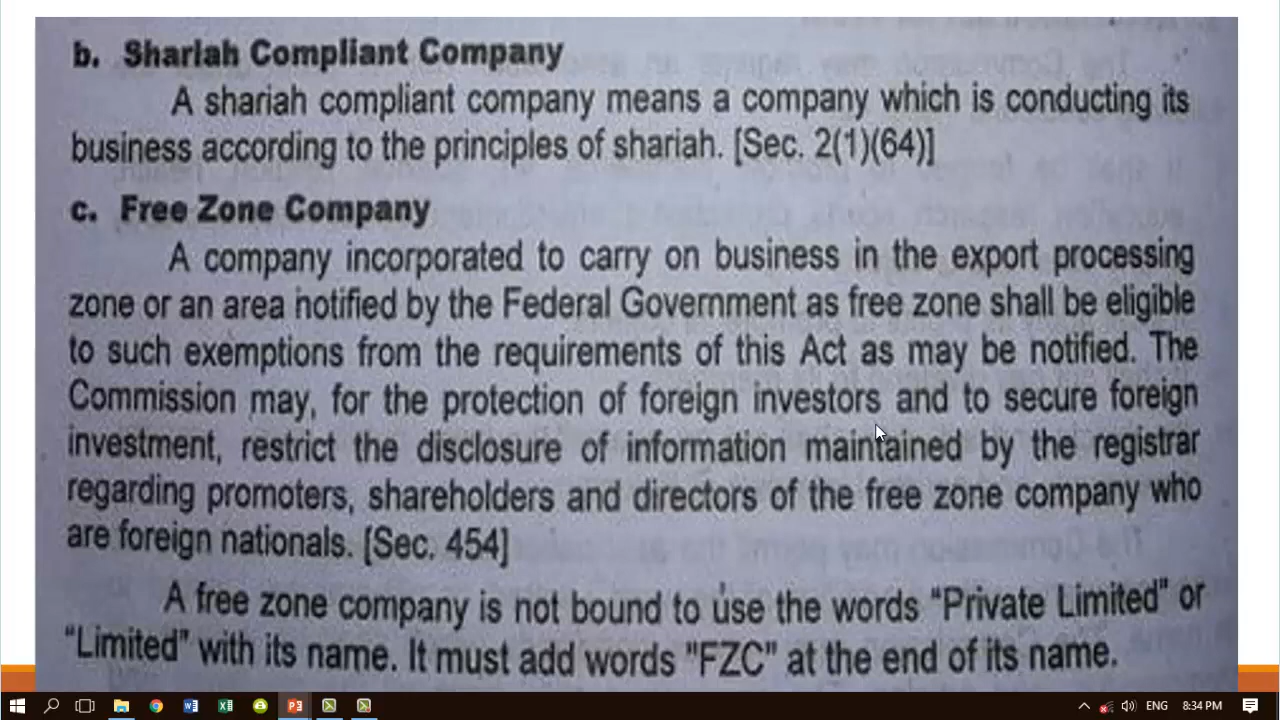 b. Shariah Compliant Company
A shariah compliant company means a company which is conducting its
business according to the principles of shariah. [Sec. 2(1)(64)]
c. Free Zone Company
A company incorporated to carry on business in the export processing
zone or an area notified by the Federal Government as free zone shall be eligible
to such exemptions from the requirements of this Act as may be notified. The
Commission may, for the protection of foreign investors and to secure foreign
investment, restrict the disclosure of information maintained by the registrar
regarding promoters, shareholders and directors of the free zone company who
are foreign nationals. [Sec. 454]
A free zone company is not bound to use the words "Private Limited" or
"Limited" with its name. It must add words "FZC" at the end of its name.
ENG 8:34 PM